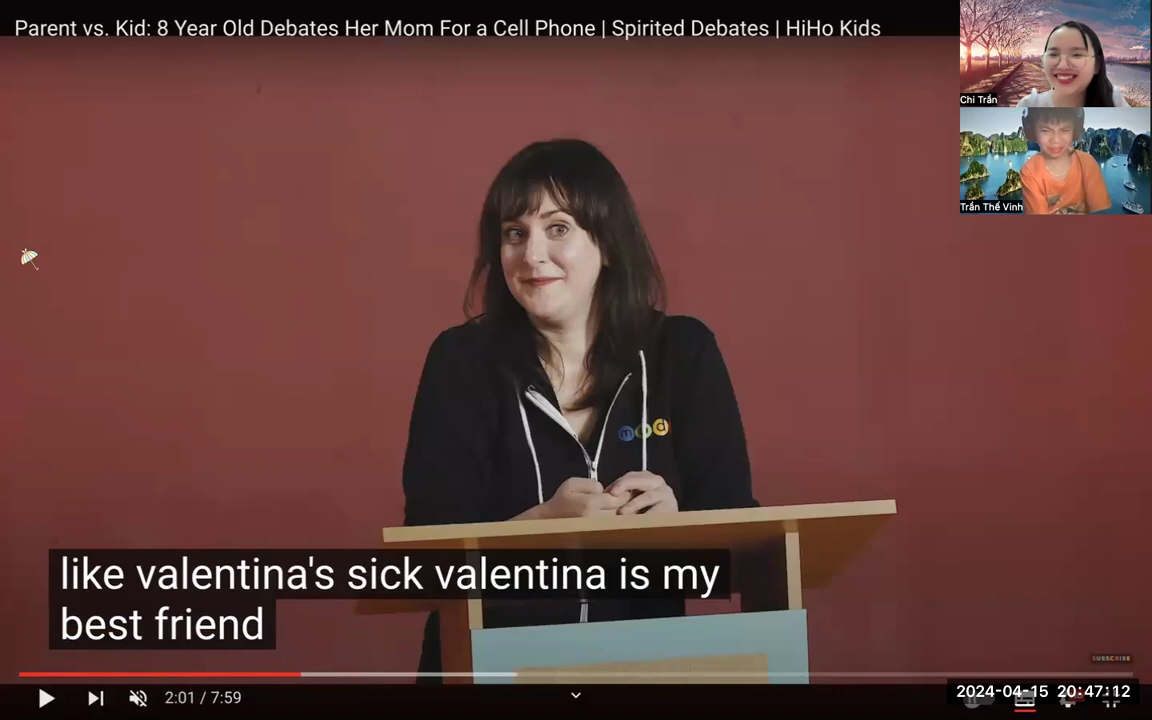 Parent vs. Kid: 8 Year Old Debates Her Mom For a Cell Phone | Spirited Debates | HiHo Kids
Chi Trần
Trần Thế Vinh
mod
like valentina's sick valentina is my
best friend
SUBSCRIBE
2:01 / 7:59
2024-04-15 20:47:12